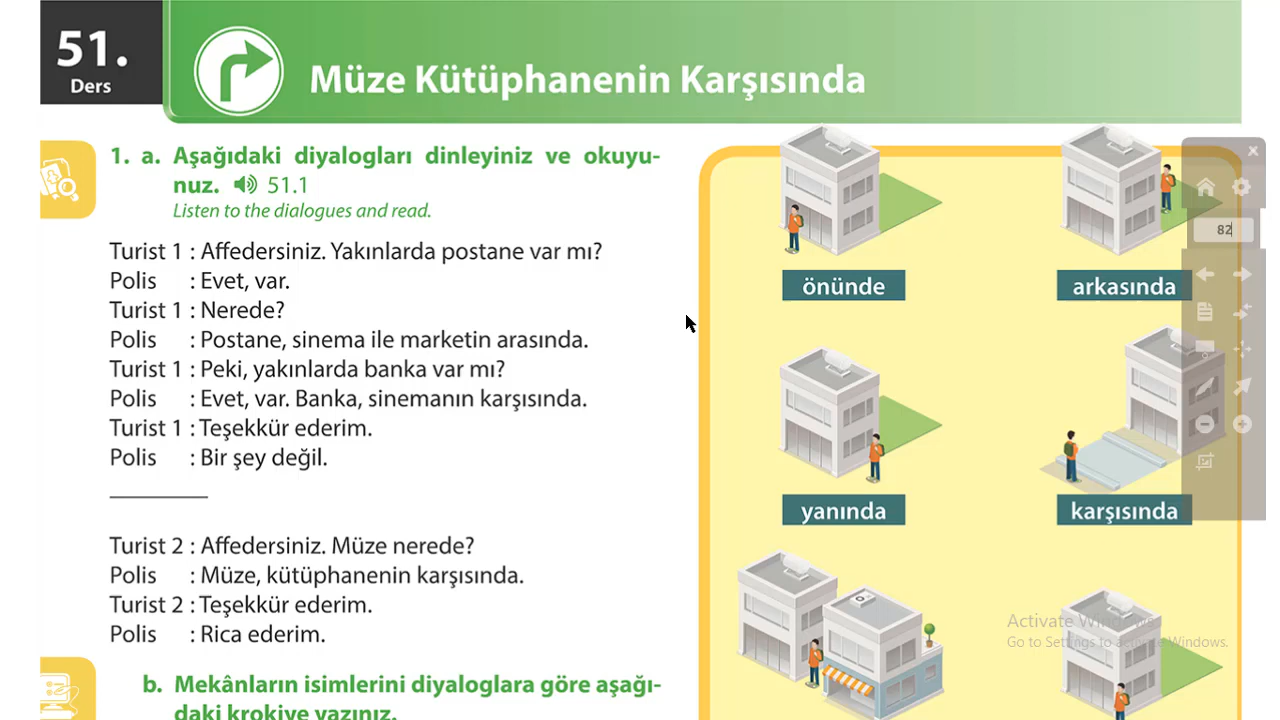 51.
Ders
Müze Kütüphanenin Karşısında
1. a. Aşağıdaki diyalogları dinleyiniz ve okuyu-
nuz. 51.1
Listen to the dialogues and read.
Turist 1 : Affedersiniz. Yakınlarda postane var mı?
Polis : Evet, var.
Turist 1 : Nerede?
Polis : Postane, sinema ile marketin arasında.
Turist 1 : Peki, yakınlarda banka var mı?
Polis : Evet, var. Banka, sinemanın karşısında.
Turist 1 : Teşekkür ederim.
Polis : Bir şey değil.
Turist 2 : Affedersiniz. Müze nerede?
Polis : Müze, kütüphanenin karşısında.
Turist 2 : Teşekkür ederim.
Polis : Rica ederim.
b. Mekânların isimlerini diyaloglara göre aşağı-
daki krokiye yazınız.
önünde
arkasında
82
yanında
karşısında
Activate Windows
Go to Settings to activate Windows.